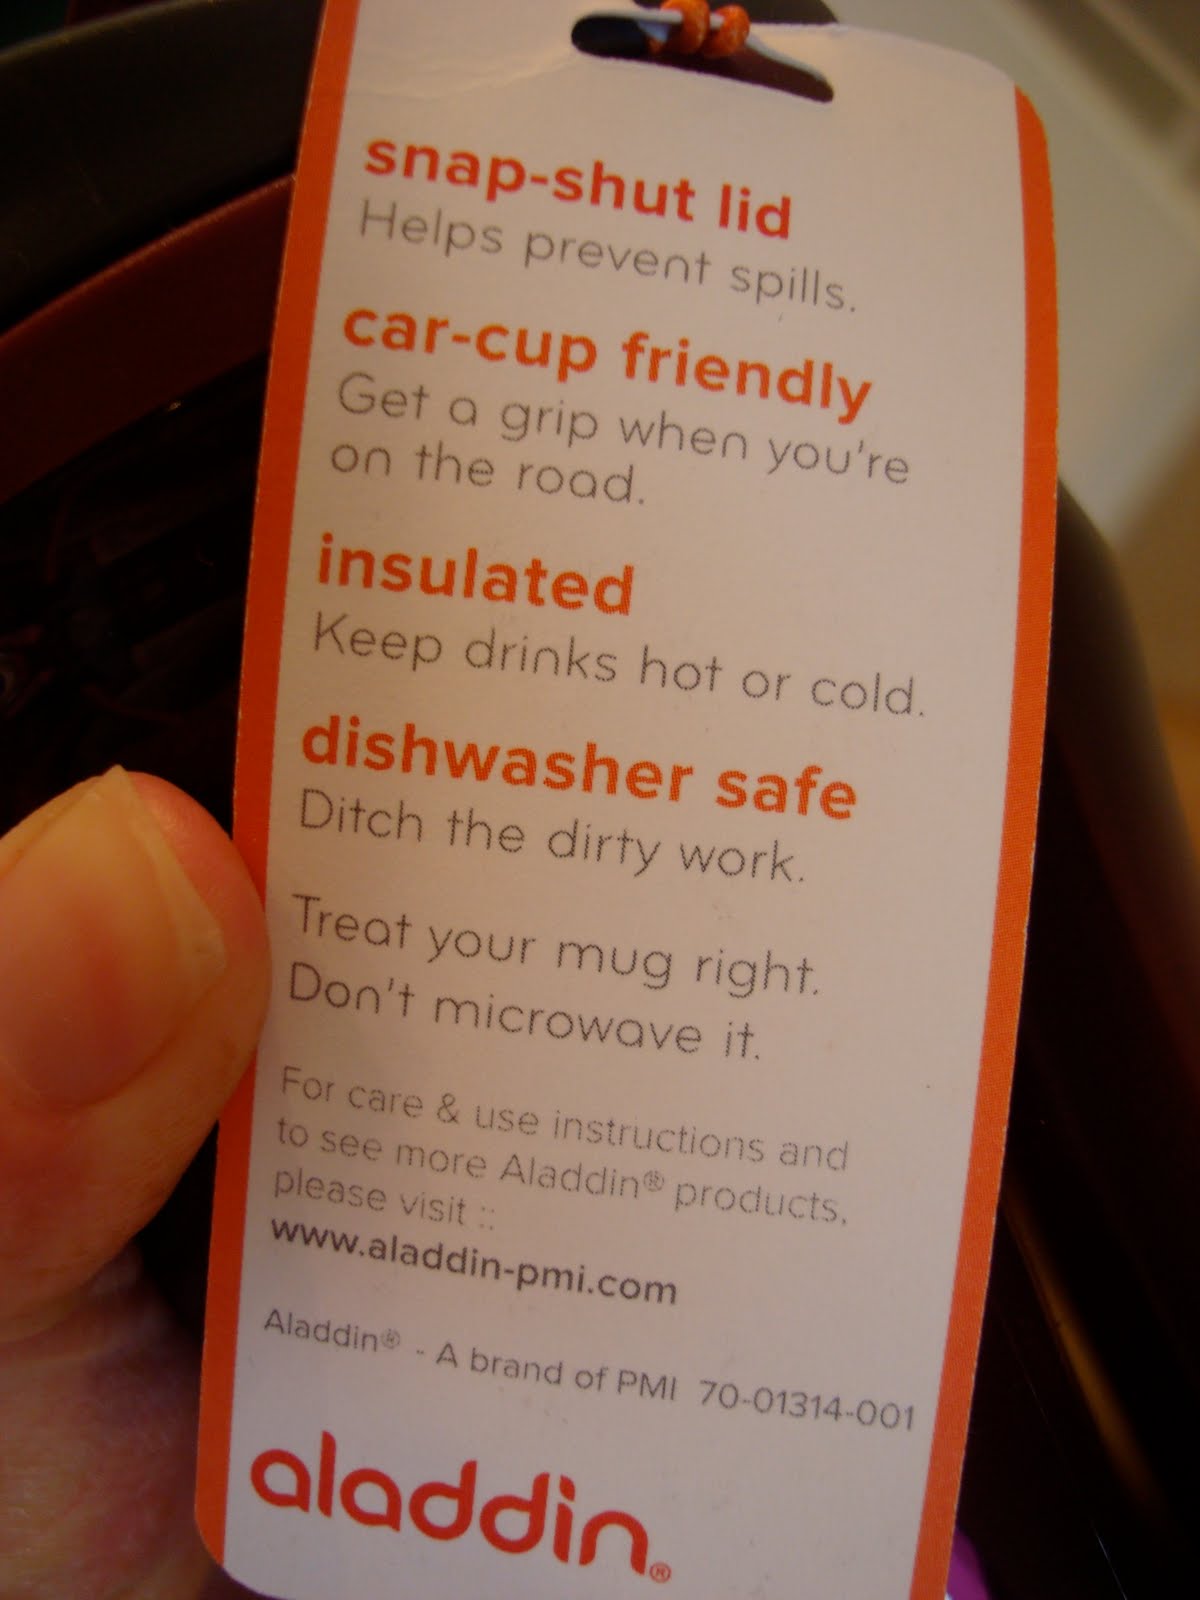 snap-shut lid
Helps prevent spills.
car-cup friendly
Get a grip when you're
on the road.
insulated
Keep drinks hot or cold.
dishwasher safe
Ditch the dirty work.
Treat your mug right.
Don't microwave it.
For care & use instructions and
to see more Aladdin® products,
please visit ::
www.aladdin-pmi.com
Aladdin® - A brand of PMI 70-01314-001
aladdin®